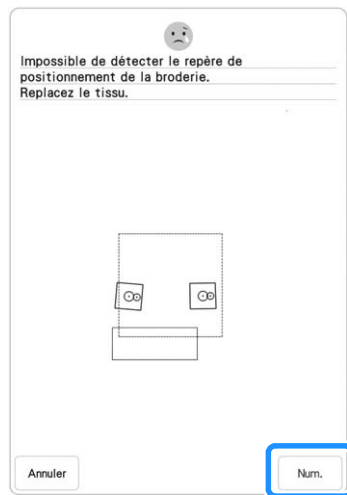 Impossible de détecter le repère de
positionnement de la broderie.
Replacez le tissu.
Annuler
Num.